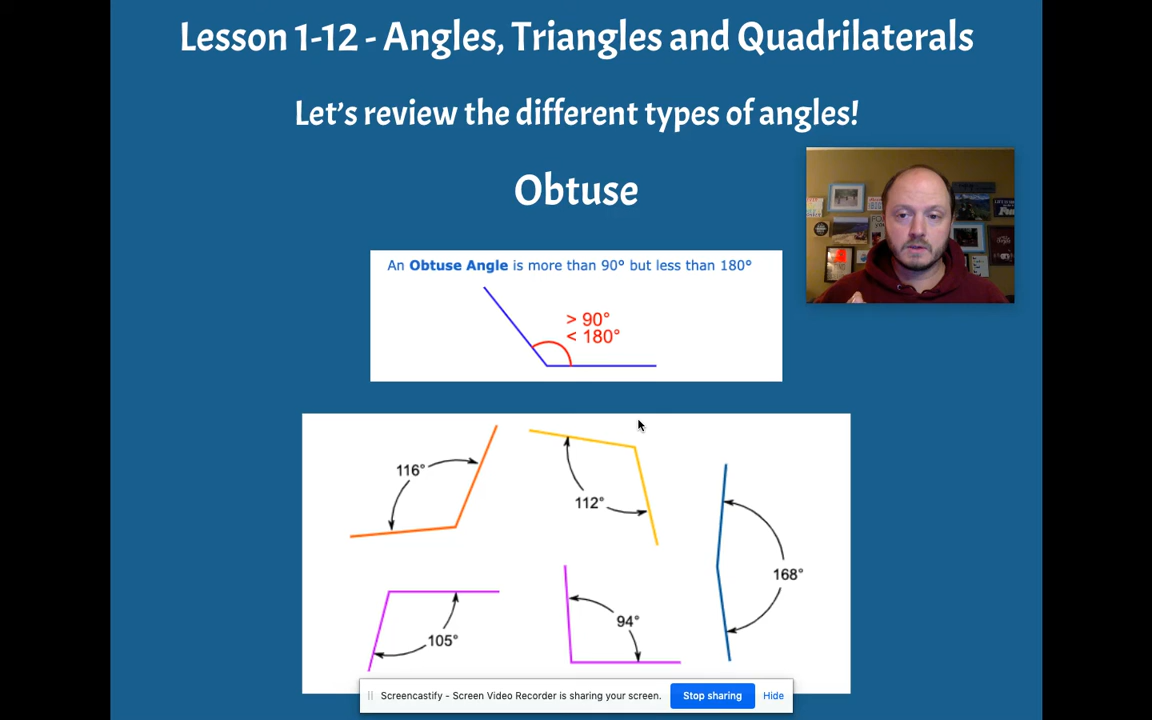 Lesson 1-12 - Angles, Triangles and Quadrilaterals
Let's review the different types of angles!
Obtuse
An Obtuse Angle is more than 90° but less than 180°
> 90°
< 180°
116°
112°
168°
105°
94°
Screencastify - Screen Video Recorder is sharing your screen.
Stop sharing
Hide